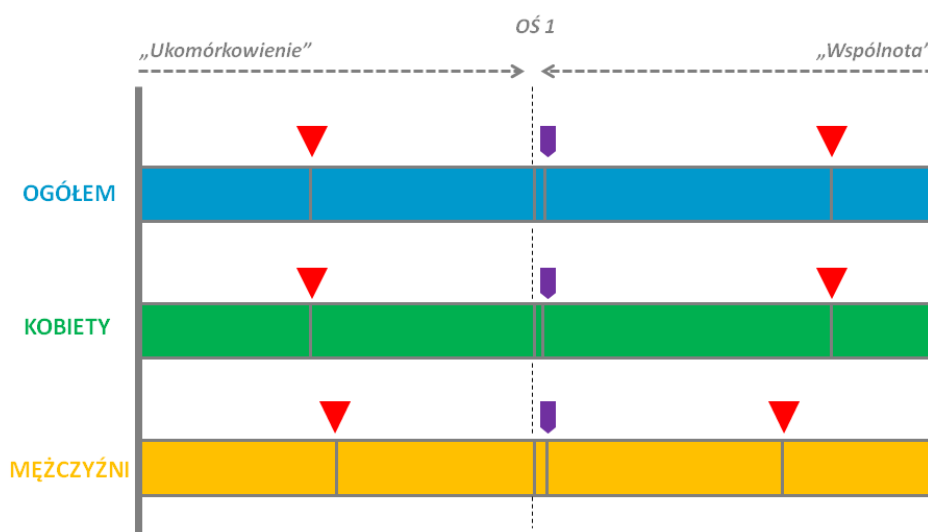 OŚ 1
„Ukomórkowienie” „Wspólnota”
OGÓŁEM
KOBIETY
MĘŻCZYŹNI